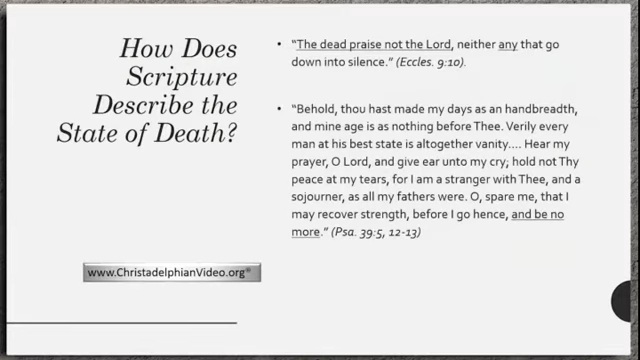 How Does
Scripture
Describe the
State of Death?
• “The dead praise not the Lord, neither any that go
down into silence.” (Eccles. 9:10).
• “Behold, thou hast made my days as an handbreadth,
and mine age is as nothing before Thee. Verily every
man at his best state is altogether vanity.... Hear my
prayer, O Lord, and give ear unto my cry; hold not Thy
peace at my tears, for I am a stranger with Thee, and a
sojourner, as all my fathers were. O, spare me, that I
may recover strength, before I go hence, and be no
more.” (Psa. 39:5, 12-13)
www.ChristadelphianVideo.org®